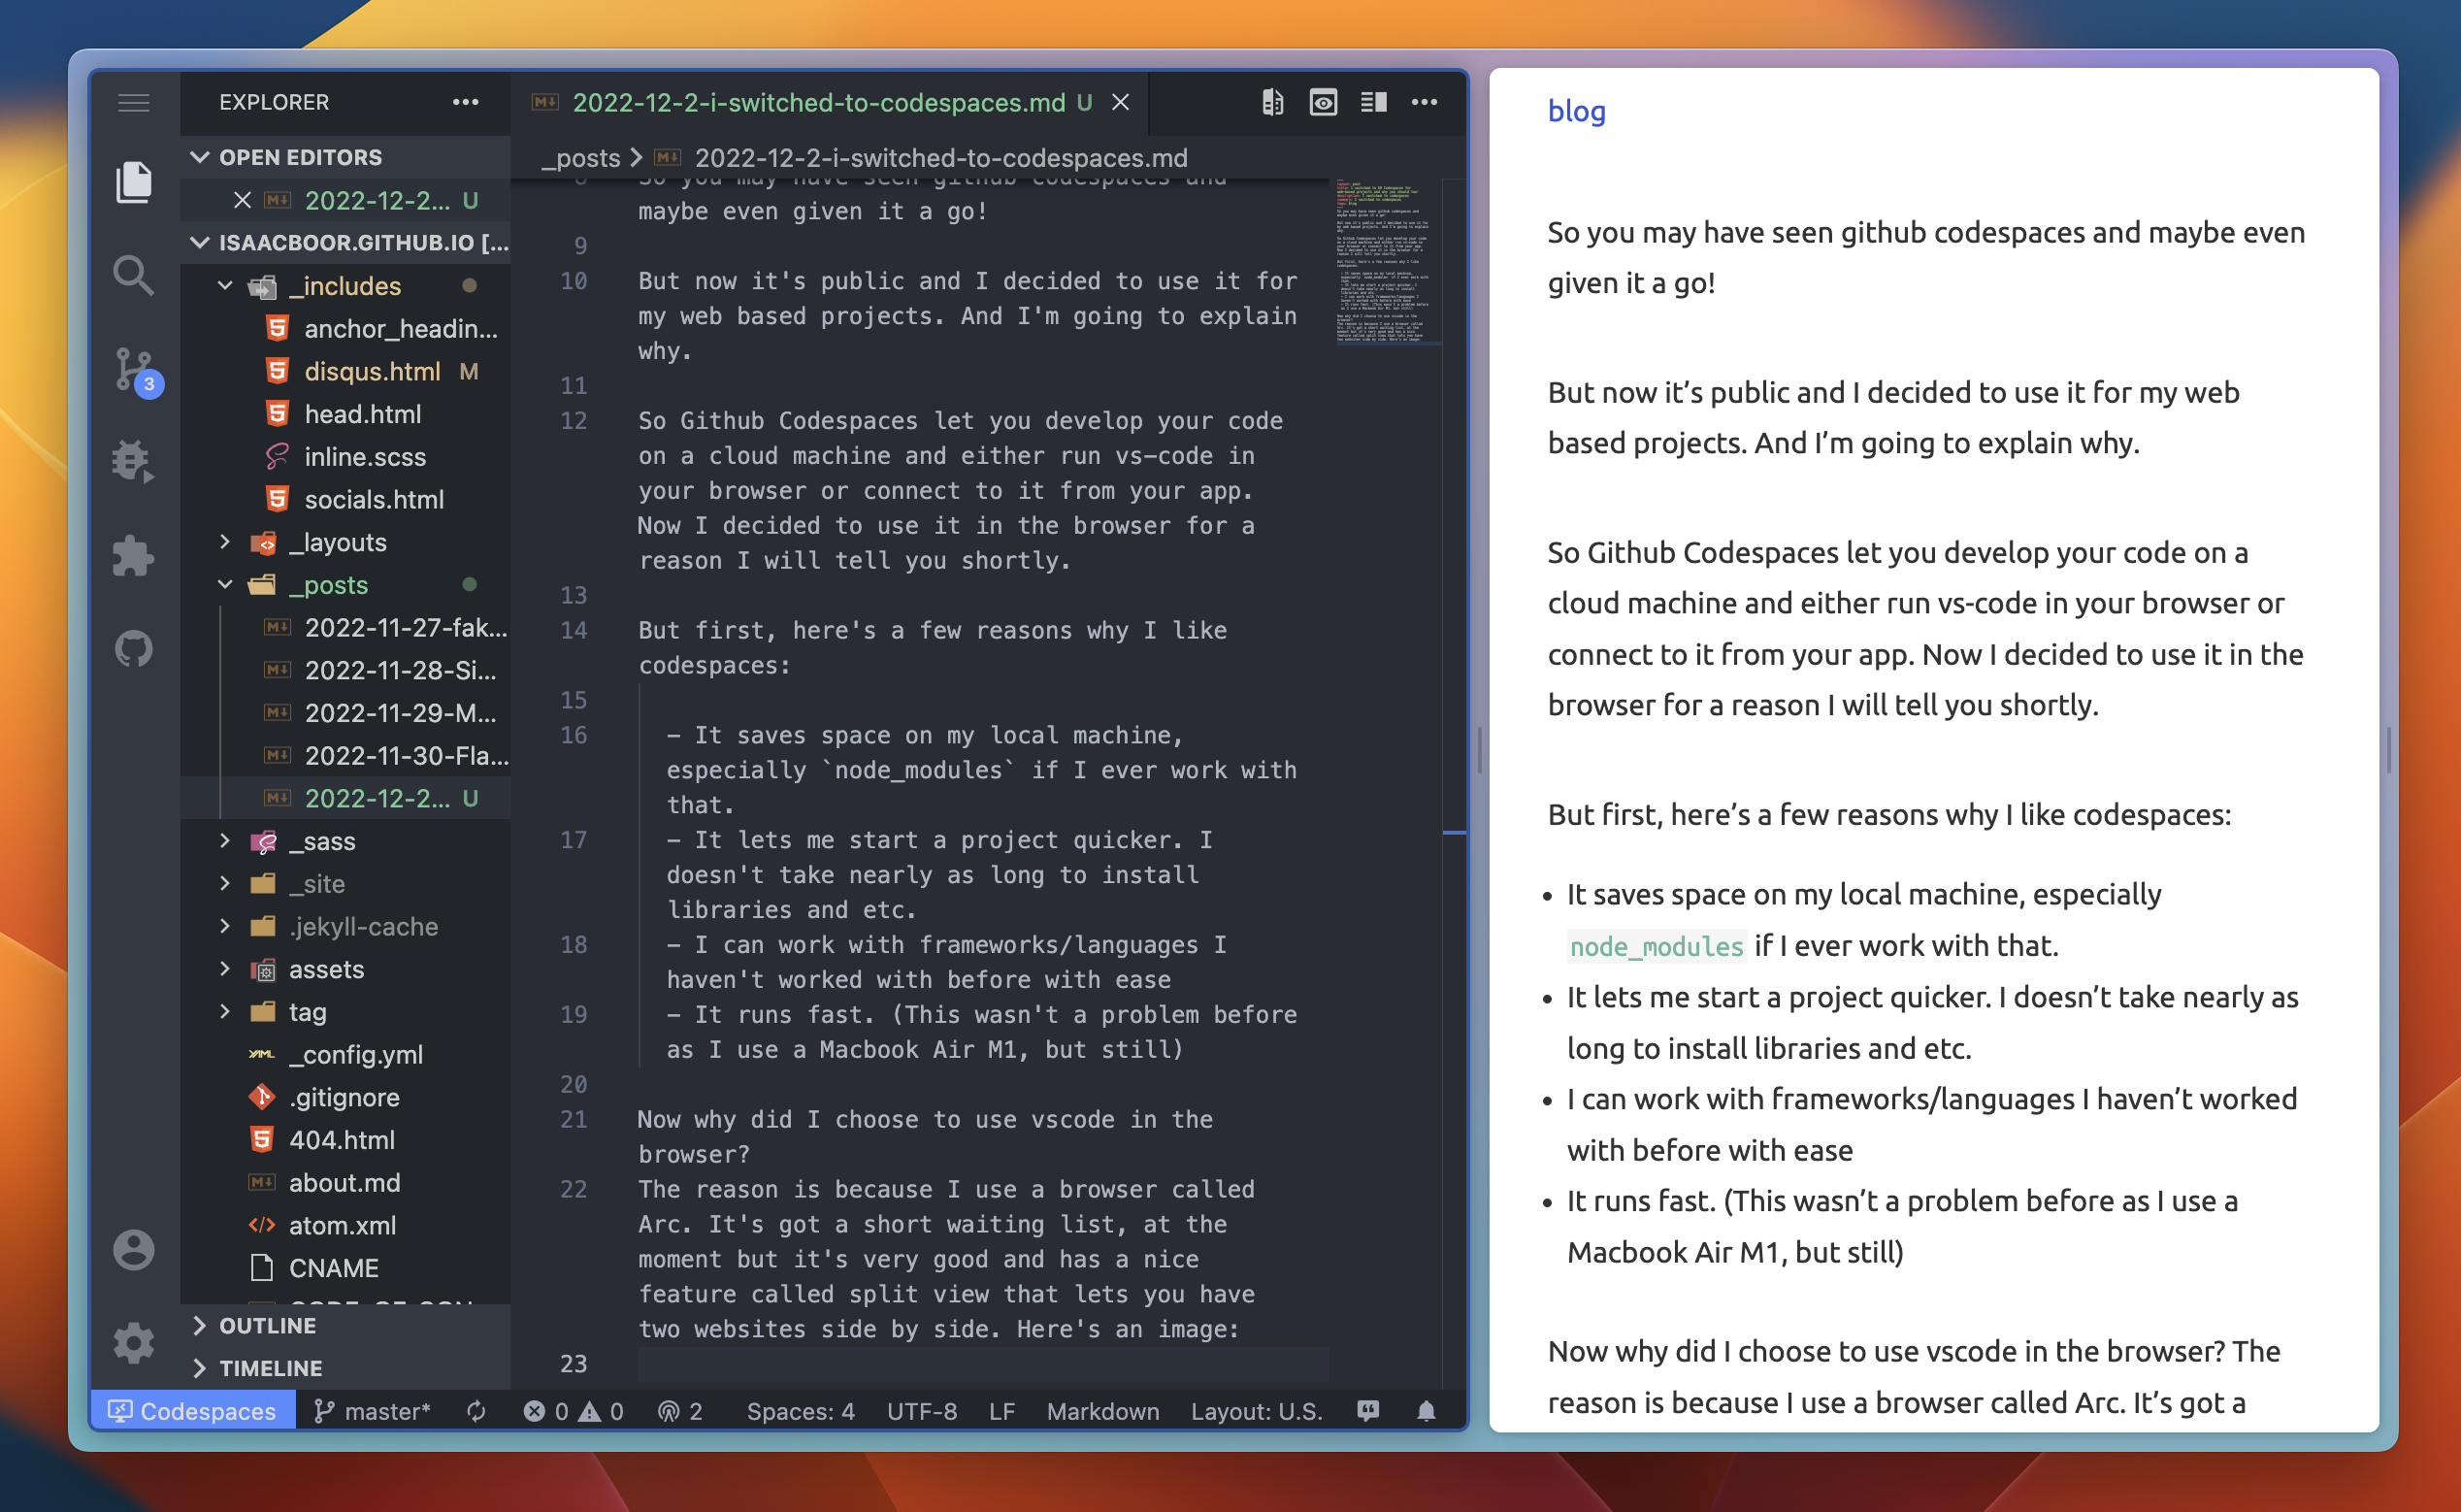 EXPLORER
OPEN EDITORS
2022-12-2... U
ISAACBOOR.GITHUB.IO [...
_includes
anchor_headin...
disqus.html M
head.html
inline.scss
socials.html
_layouts
_posts
2022-11-27-fak...
2022-11-28-Si...
2022-11-29-M...
2022-11-30-Fla...
2022-12-2... U
_sass
_site
.jekyll-cache
assets
tag
_config.yml
.gitignore
404.html
about.md
atom.xml
CNAME
OUTLINE
TIMELINE
3
2022-12-2-i-switched-to-codespaces.md U
_posts > 2022-12-2-i-switched-to-codespaces.md
8 So you may have seen github codespaces and
maybe even given it a go!
9
10 But now it's public and I decided to use it for
my web based projects. And I'm going to explain
why.
11
12 So Github Codespaces let you develop your code
on a cloud machine and either run vs-code in
your browser or connect to it from your app.
Now I decided to use it in the browser for a
reason I will tell you shortly.
13
14 But first, here's a few reasons why I like
codespaces:
15
16 - It saves space on my local machine,
especially `node_modules` if I ever work with
that.
17 - It lets me start a project quicker. I
doesn't take nearly as long to install
libraries and etc.
18 - I can work with frameworks/languages I
haven't worked with before with ease
19 - It runs fast. (This wasn't a problem before
as I use a Macbook Air M1, but still)
20
21 Now why did I choose to use vscode in the
browser?
22 The reason is because I use a browser called
Arc. It's got a short waiting list, at the
moment but it's very good and has a nice
feature called split view that lets you have
two websites side by side. Here's an image:
23
Codespaces master* 0 0 2 Spaces: 4 UTF-8 LF Markdown Layout: U.S.
blog
So you may have seen github codespaces and maybe even
given it a go!
But now it’s public and I decided to use it for my web
based projects. And I’m going to explain why.
So Github Codespaces let you develop your code on a
cloud machine and either run vs-code in your browser or
connect to it from your app. Now I decided to use it in the
browser for a reason I will tell you shortly.
But first, here’s a few reasons why I like codespaces:
• It saves space on my local machine, especially
node_modules if I ever work with that.
• It lets me start a project quicker. I doesn’t take nearly as
long to install libraries and etc.
• I can work with frameworks/languages I haven’t worked
with before with ease
• It runs fast. (This wasn’t a problem before as I use a
Macbook Air M1, but still)
Now why did I choose to use vscode in the browser? The
reason is because I use a browser called Arc. It’s got a